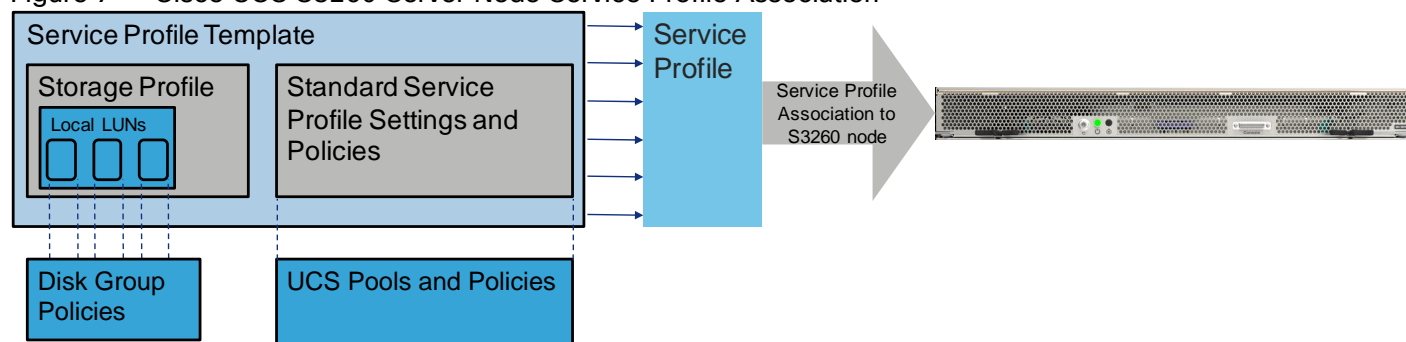 Service Profile Template
Storage Profile
Local LUNs
Standard Service
Profile Settings and
Policies
Service
Profile
Service Profile
Association to
S3260 node
Disk Group
Policies
UCS Pools and Policies